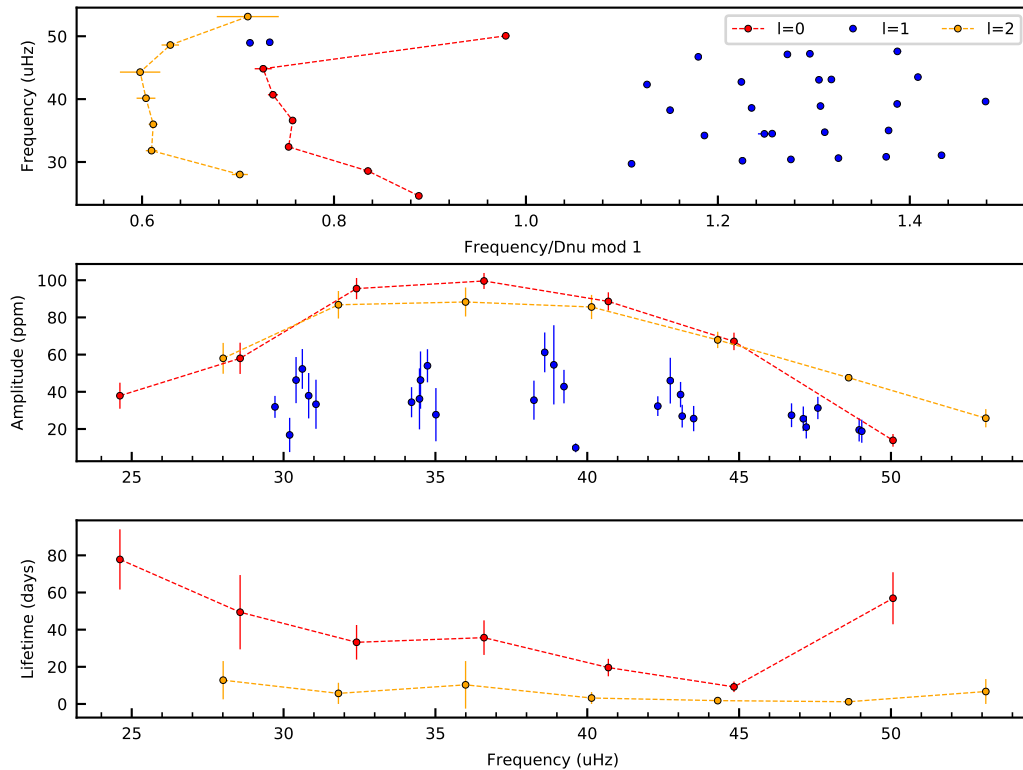 50
40
30
Frequency (uHz)
l=0 l=1 l=2
0.6 0.8 1.0 1.2 1.4
Frequency/Dnu mod 1
100
80
60
40
20
Amplitude (ppm)
25 30 35 40 45 50
80
60
40
20
0
Lifetime (days)
25 30 35 40 45 50
Frequency (uHz)